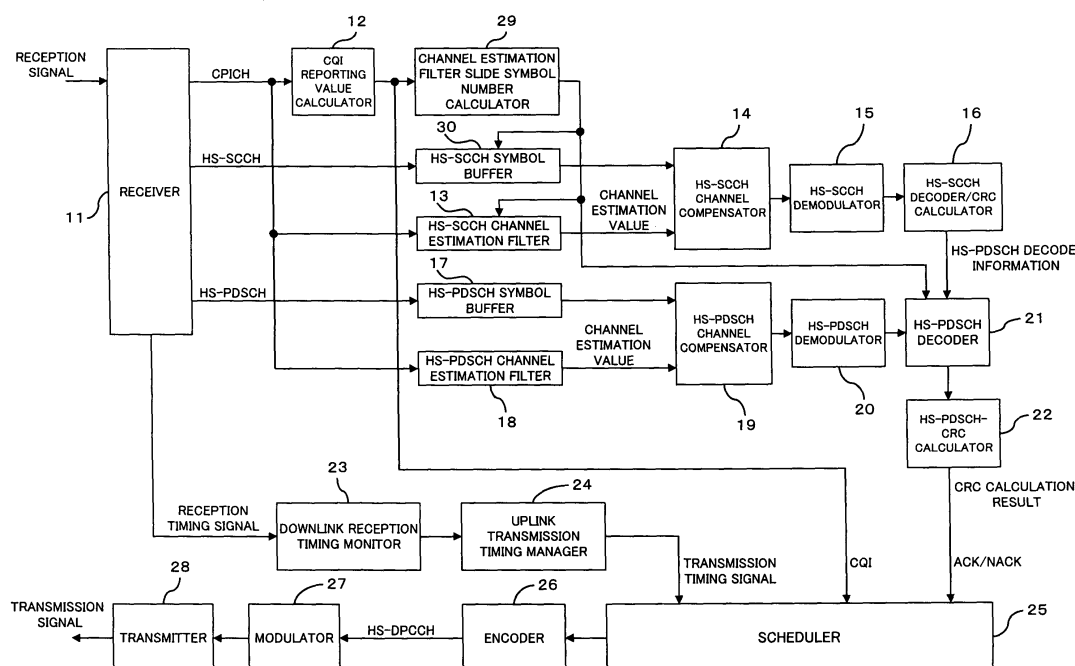 12
29
RECEPTION
SIGNAL
CPICH
CQI
REPORTING
VALUE
CALCULATOR
CHANNEL ESTIMATION
FILTER SLIDE SYMBOL
NUMBER
CALCULATOR
30
14
15
16
HS-SCCH
HS-SCCH SYMBOL
BUFFER
11
RECEIVER
13
CHANNEL
ESTIMATION
VALUE
HS-SCCH
CHANNEL
COMPENSATOR
HS-SCCH
DEMODULATOR
HS-SCCH
DECODER/CRC
CALCULATOR
HS-SCCH CHANNEL
ESTIMATION FILTER
HS-PDSCH DECODE
INFORMATION
17
HS-PDSCH
HS-PDSCH SYMBOL
BUFFER
CHANNEL
ESTIMATION
VALUE
HS-PDSCH
CHANNEL
COMPENSATOR
HS-PDSCH
DEMODULATOR
HS-PDSCH
DECODER
21
HS-PDSCH CHANNEL
ESTIMATION FILTER
18
19
20
22
HS-PDSCH-
CRC
CALCULATOR
23
24
CRC CALCULATION
RESULT
RECEPTION
TIMING SIGNAL
DOWNLINK RECEPTION
TIMING MONITOR
UPLINK
TRANSMISSION
TIMING MANAGER
TRANSMISSION
TIMING SIGNAL
CQI
ACK/NACK
28
27
26
25
TRANSMISSION
SIGNAL
TRANSMITTER
MODULATOR
HS-DPCCH
ENCODER
SCHEDULER